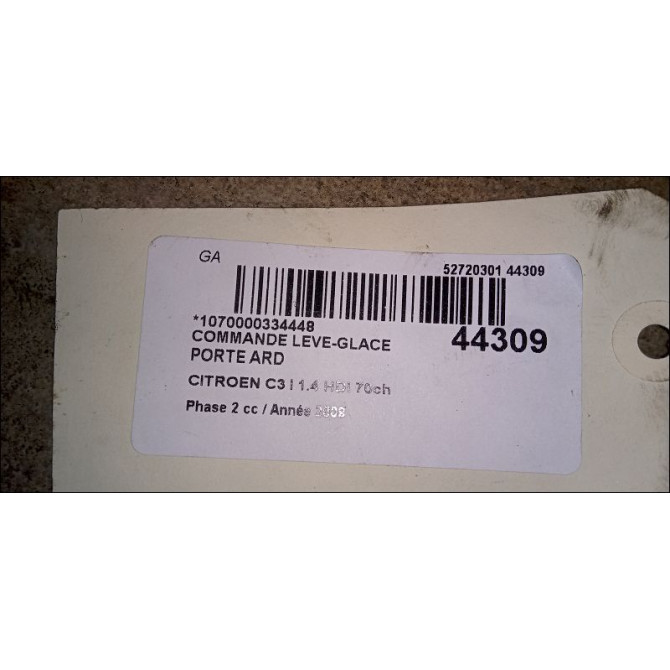 GA
52720301 44309
*1070000334448
44309
COMMANDE LEVE-GLACE
PORTE ARD
CITROEN C3 I 1.4 HDI 70ch
Phase 2 cc / Année 2008